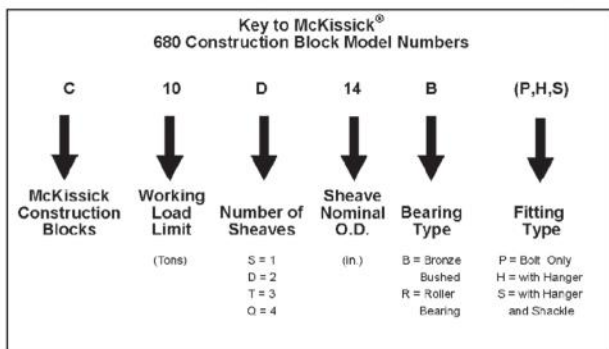 Key to McKissick®
680 Construction Block Model Numbers
C 10 D 14 B (P,H,S)
McKissick
Construction
Blocks
Working
Load
Limit
(Tons)
Number of
Sheaves
S = 1
D = 2
T = 3
Q = 4
Sheave
Nominal
O.D.
(in.)
Bearing
Type
B = Bronze
Bushed
R = Roller
Bearing
Fitting
Type
P = Bolt Only
H = with Hanger
S = with Hanger
and Shackle